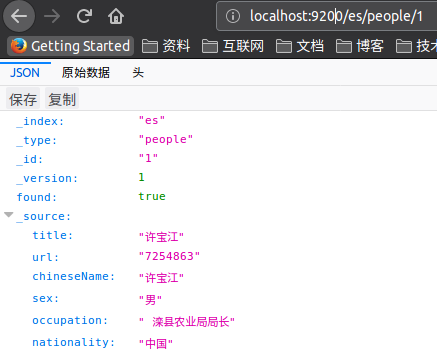 localhost:9200/es/people/1
Getting Started 资料 互联网 文档 博客
JSON 原始数据 头
保存 复制
_index: "es"
_type: "people"
_id: "1"
_version: 1
found: true
_source:
title: "许宝江"
url: "7254863"
chineseName: "许宝江"
sex: "男"
occupation: " 滦县农业局局长"
nationality: "中国"